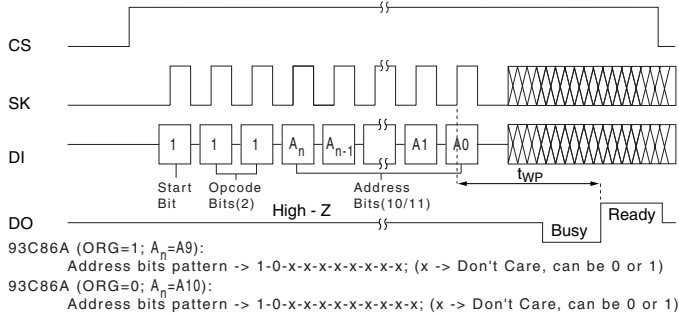 CS
SK
DI 1 1 1 An An-1 A1 A0
Start Bit
Opcode Bits(2)
Address Bits(10/11)
tWP
DO High - Z Busy Ready
93C86A (ORG=1; An=A9):
Address bits pattern -> 1-0-x-x-x-x-x-x-x-x; (x -> Don't Care, can be 0 or 1)
93C86A (ORG=0; An=A10):
Address bits pattern -> 1-0-x-x-x-x-x-x-x-x-x; (x -> Don't Care, can be 0 or 1)